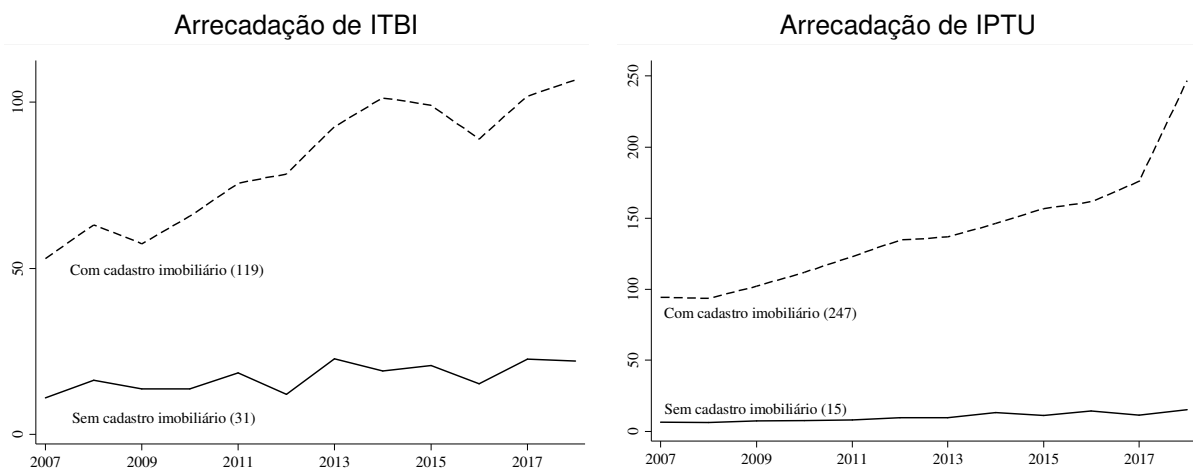 Arrecadação de ITBI
100
50
0
Com cadastro imobiliário (119)
Sem cadastro imobiliário (31)
2007 2009 2011 2013 2015 2017
Arrecadação de IPTU
250
200
150
100
50
0
Com cadastro imobiliário (247)
Sem cadastro imobiliário (15)
2007 2009 2011 2013 2015 2017